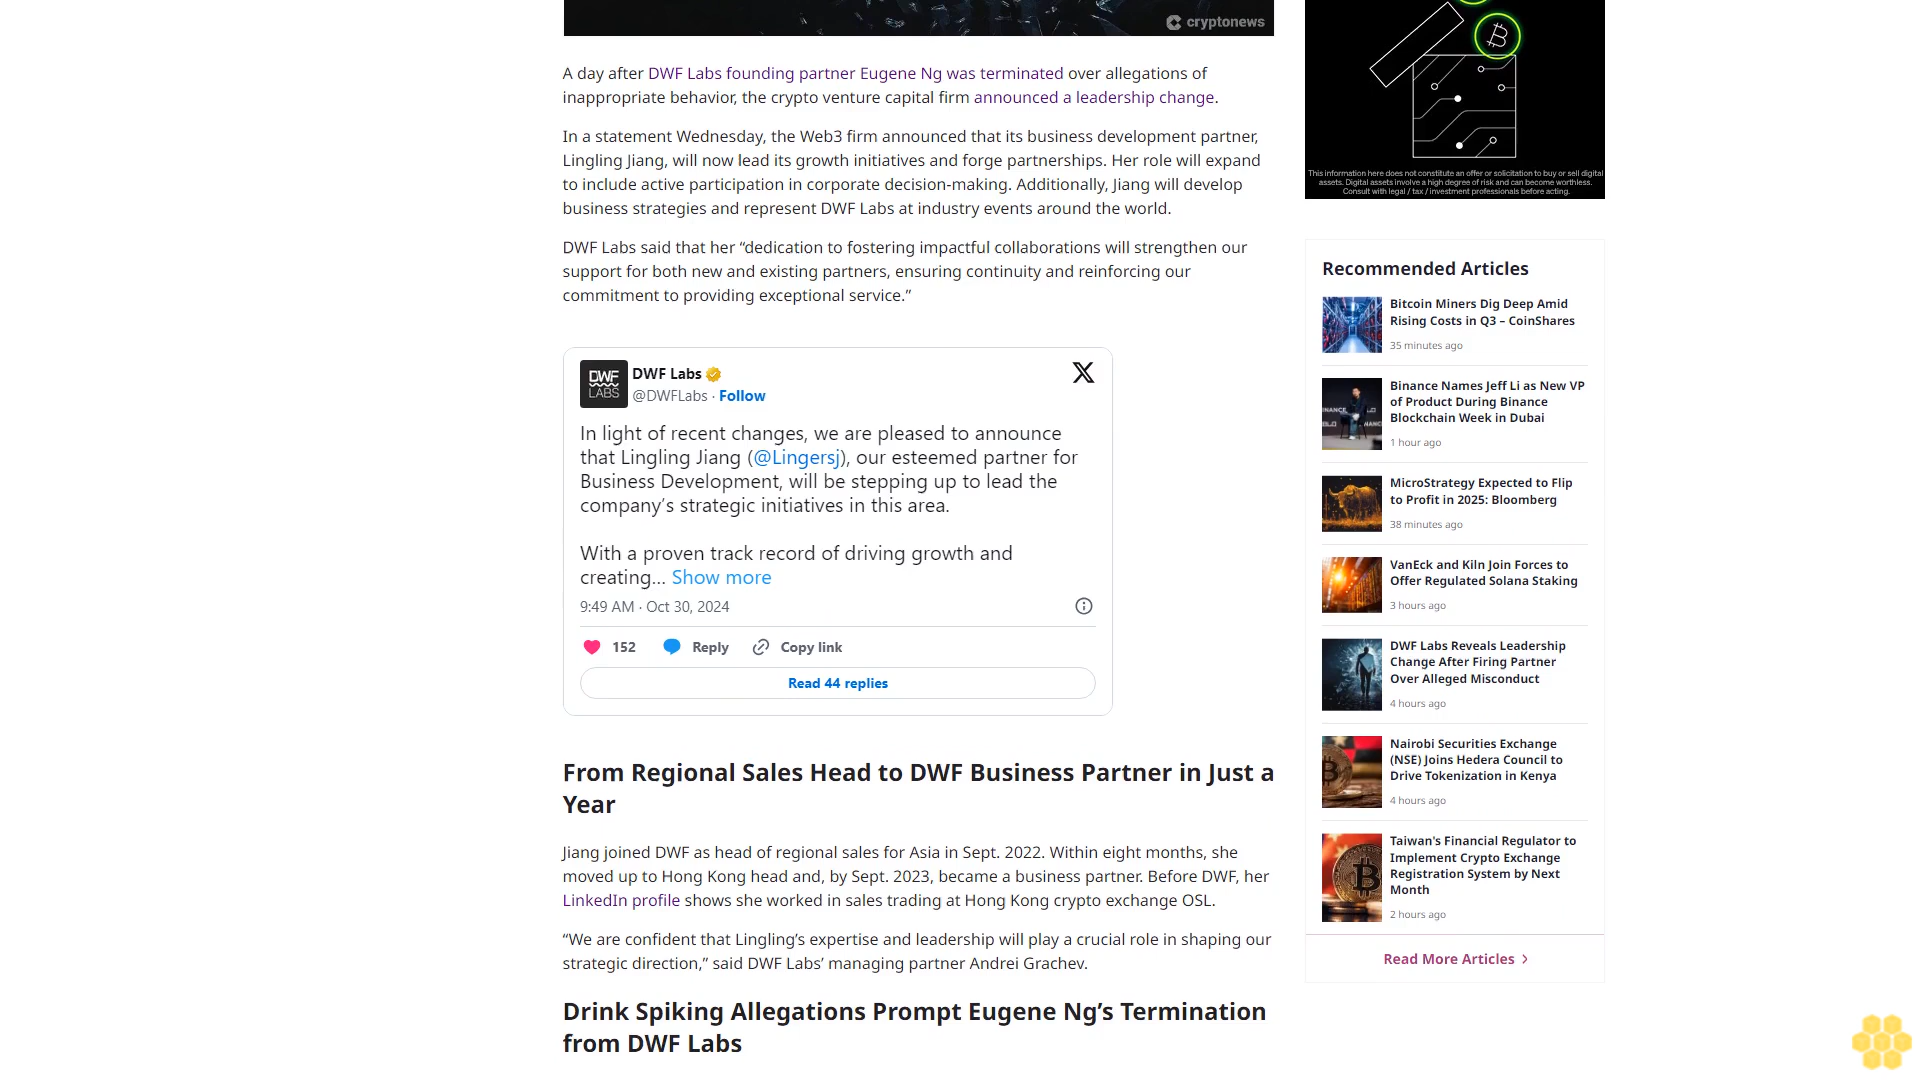 cryptonews
A day after DWF Labs founding partner Eugene Ng was terminated over allegations of
inappropriate behavior, the crypto venture capital firm announced a leadership change.
In a statement Wednesday, the Web3 firm announced that its business development partner,
Lingling Jiang, will now lead its growth initiatives and forge partnerships. Her role will expand
to include active participation in corporate decision-making. Additionally, Jiang will develop
business strategies and represent DWF Labs at industry events around the world.
DWF Labs said that her “dedication to fostering impactful collaborations will strengthen our
support for both new and existing partners, ensuring continuity and reinforcing our
commitment to providing exceptional service.”
DWF
LABS
DWF Labs
@DWFLabs · Follow
In light of recent changes, we are pleased to announce
that Lingling Jiang (@Lingersj), our esteemed partner for
Business Development, will be stepping up to lead the
company’s strategic initiatives in this area.
With a proven track record of driving growth and
creating... Show more
9:49 AM · Oct 30, 2024
152 Reply Copy link
Read 44 replies
From Regional Sales Head to DWF Business Partner in Just a
Year
Jiang joined DWF as head of regional sales for Asia in Sept. 2022. Within eight months, she
moved up to Hong Kong head and, by Sept. 2023, became a business partner. Before DWF, her
LinkedIn profile shows she worked in sales trading at Hong Kong crypto exchange OSL.
“We are confident that Lingling’s expertise and leadership will play a crucial role in shaping our
strategic direction,” said DWF Labs’ managing partner Andrei Grachev.
Drink Spiking Allegations Prompt Eugene Ng’s Termination
from DWF Labs
This information here does not constitute an offer or solicitation to buy or sell digital
assets. Digital assets involve a high degree of risk and can become worthless.
Consult with legal / tax / investment professionals before acting.
Recommended Articles
Bitcoin Miners Dig Deep Amid
Rising Costs in Q3 – CoinShares
35 minutes ago
Binance Names Jeff Li as New VP
of Product During Binance
Blockchain Week in Dubai
1 hour ago
MicroStrategy Expected to Flip
to Profit in 2025: Bloomberg
38 minutes ago
VanEck and Kiln Join Forces to
Offer Regulated Solana Staking
3 hours ago
DWF Labs Reveals Leadership
Change After Firing Partner
Over Alleged Misconduct
4 hours ago
Nairobi Securities Exchange
(NSE) Joins Hedera Council to
Drive Tokenization in Kenya
4 hours ago
Taiwan's Financial Regulator to
Implement Crypto Exchange
Registration System by Next
Month
2 hours ago
Read More Articles